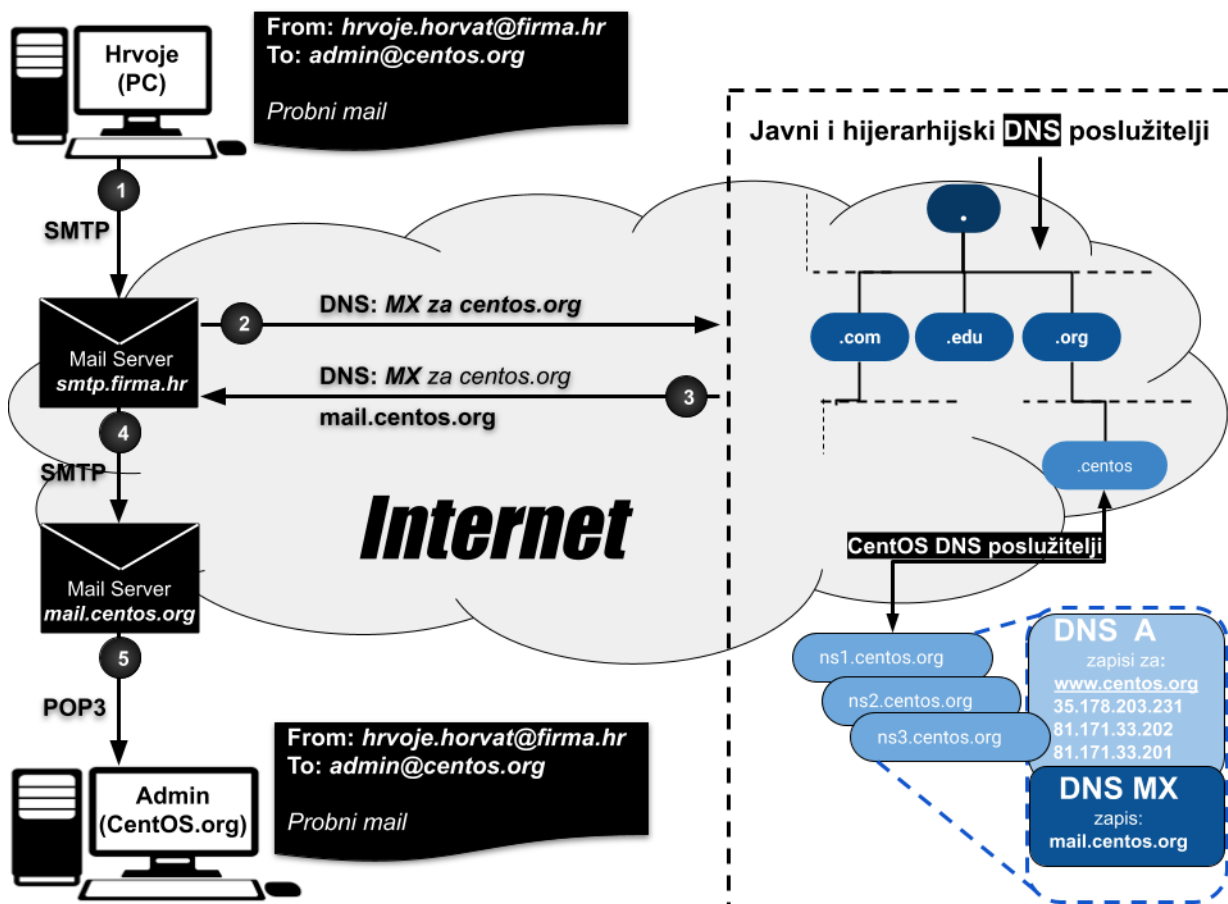 Hrvoje
(PC)
From: hrvoje.horvat@firma.hr
To: admin@centos.org
Probni mail
1
SMTP
Mail Server
smtp.firma.hr
2
DNS: MX za centos.org
DNS: MX za centos.org
3
mail.centos.org
4
SMTP
Mail Server
mail.centos.org
5
POP3
Admin
(CentOS.org)
From: hrvoje.horvat@firma.hr
To: admin@centos.org
Probni mail
Internet
Javni i hijerarhijski DNS poslužitelji
.
.com
.edu
.org
.centos
CentOS DNS poslužitelji
ns1.centos.org
ns2.centos.org
ns3.centos.org
DNS A
zapisi za:
www.centos.org
35.178.203.231
81.171.33.202
81.171.33.201
DNS MX
zapis:
mail.centos.org